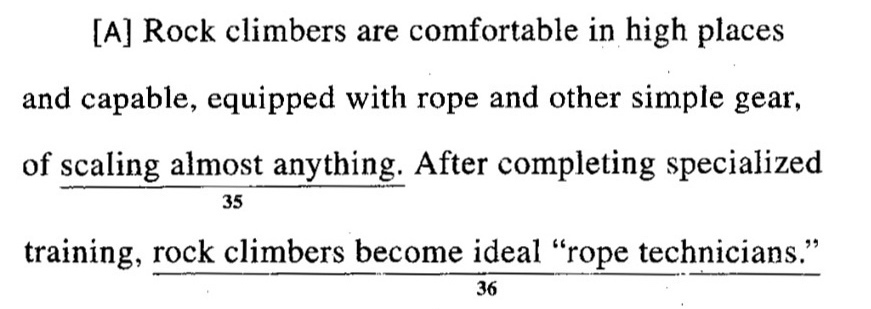 [A] Rock climbers are comfortable in high places
and capable, equipped with rope and other simple gear,
of scaling almost anything. After completing specialized
35
training, rock climbers become ideal “rope technicians.”
36